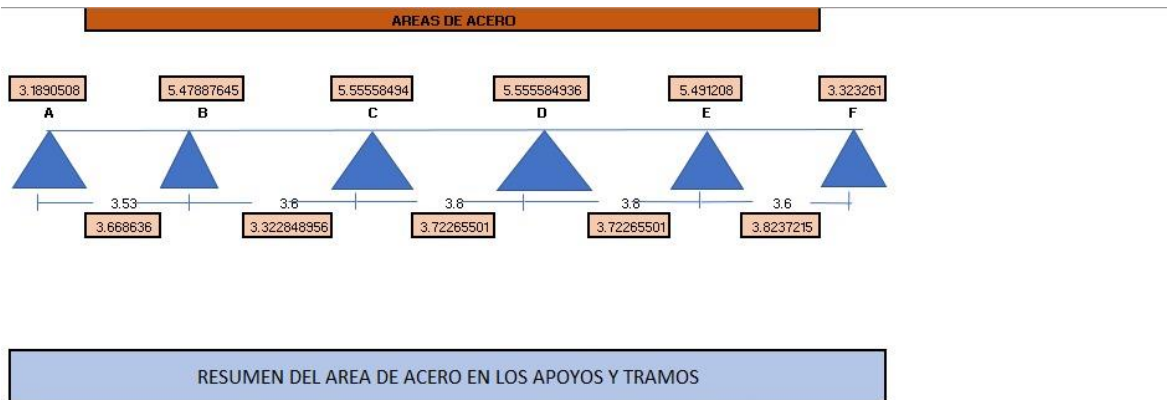 AREAS DE ACERO
3.1890508 5.47887645 5.55558494 5.555584936 5.491208 3.323261
A B C D E F
3.53 3.6 3.8 3.8 3.6
3.668636 3.322848956 3.72265501 3.72265501 3.8237215
RESUMEN DEL AREA DE ACERO EN LOS APOYOS Y TRAMOS